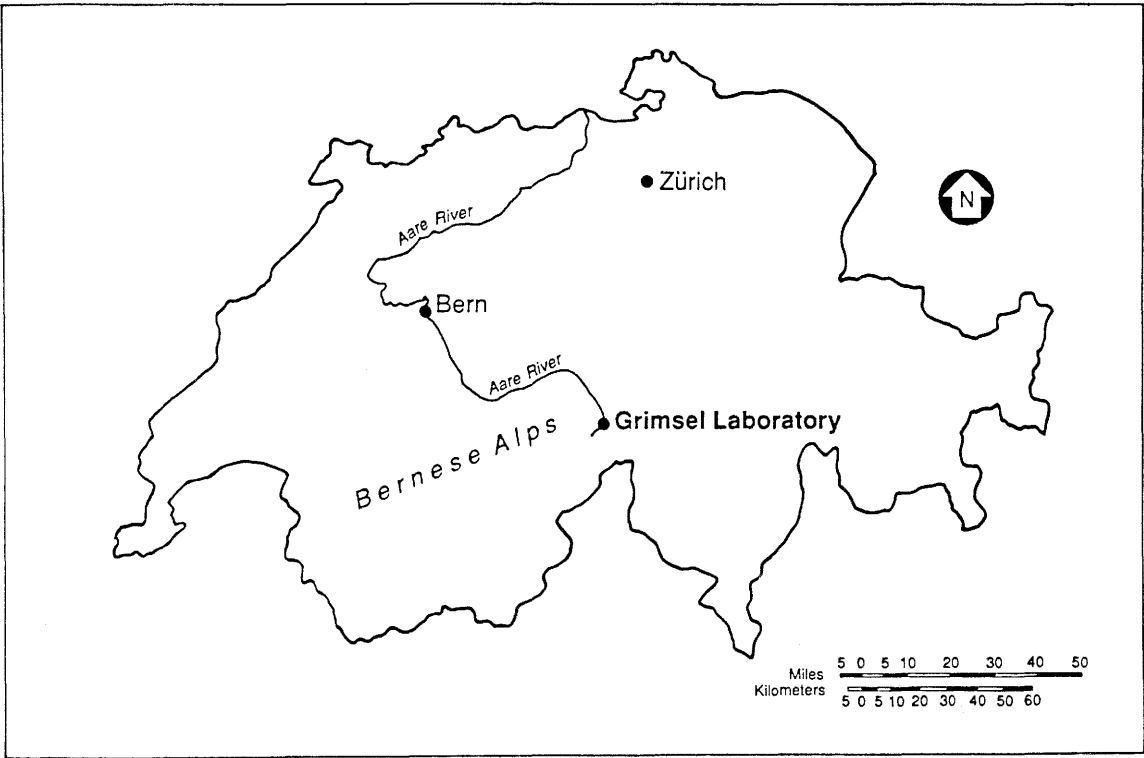 Zürich
N
Aare River
Bern
Aare River
Grimsel Laboratory
Bernese Alps
Miles 5 0 5 10 20 30 40 50
Kilometers 5 0 5 10 20 30 40 50 60